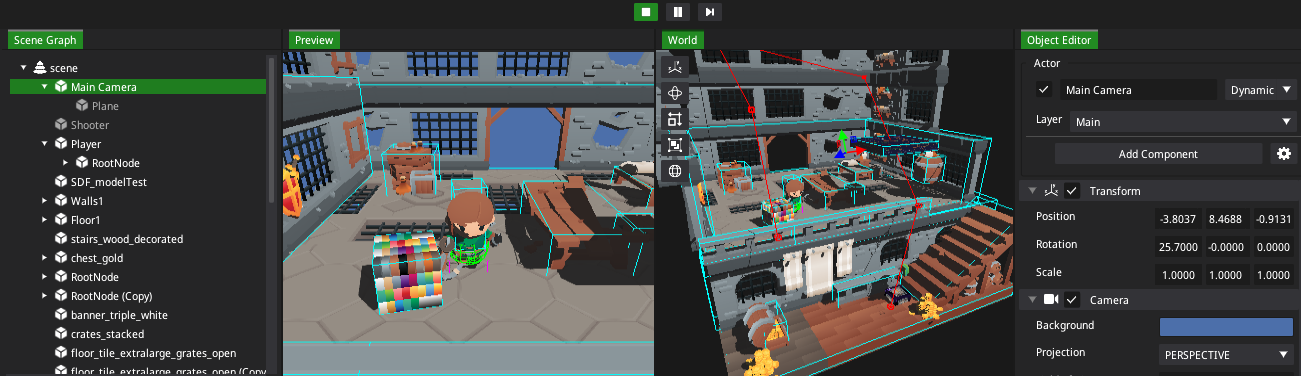 Scene Graph
scene
Main Camera
Plane
Shooter
Player
RootNode
SDF_modelTest
Walls1
Floor1
stairs_wood_decorated
chest_gold
RootNode
RootNode (Copy)
banner_triple_white
crates_stacked
floor_tile_extralarge_grates_open
floor_tile_extralarge_grates_open (Copy
Preview
World
Object Editor
Actor
Main Camera Dynamic
Layer Main
Add Component
Transform
Position -3.8037 8.4688 -0.9131
Rotation 25.7000 -0.0000 0.0000
Scale 1.0000 1.0000 1.0000
Camera
Background
Projection PERSPECTIVE